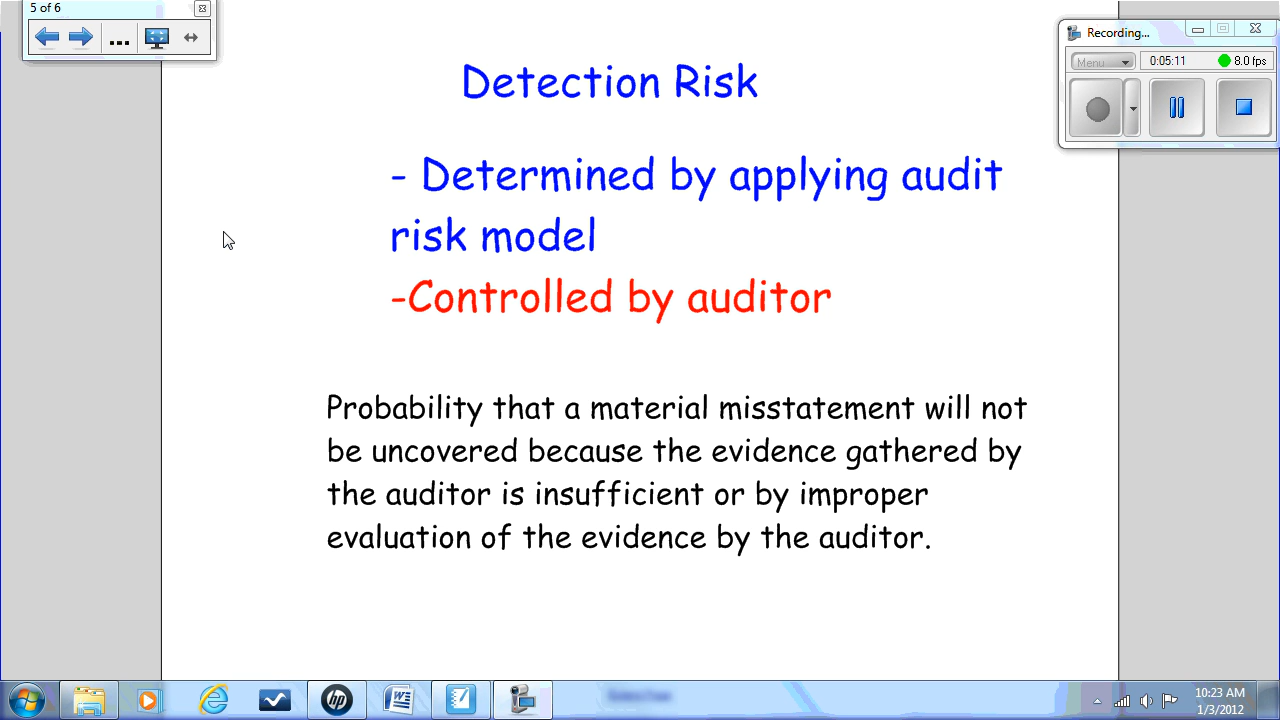 5 of 6
...
Recording...
Menu
0:05:11
8.0 fps
Detection Risk
- Determined by applying audit
risk model
-Controlled by auditor
Probability that a material misstatement will not
be uncovered because the evidence gathered by
the auditor is insufficient or by improper
evaluation of the evidence by the auditor.
hp
W
10:23 AM
1/3/2012